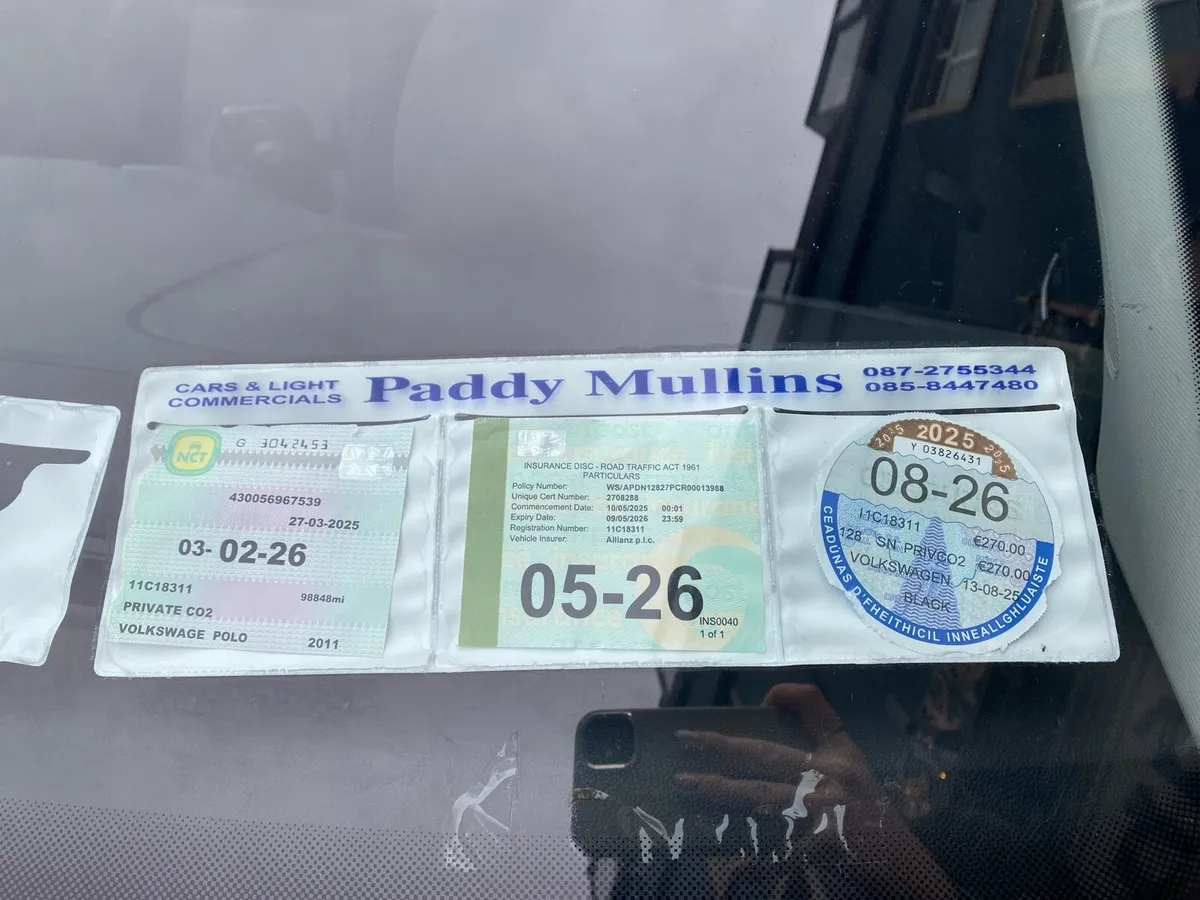 CARS & LIGHT
COMMERCIALS
Paddy Mullins
087-2755344
085-8447480
NCT
G 3042453
430056967539
27-03-2025
03- 02-26
11C18311
98848mi
PRIVATE CO2
VOLKSWAGE POLO
2011
INSURANCE DISC - ROAD TRAFFIC ACT 1961
PARTICULARS
Policy Number: WS/APDN12827PCR00013988
Unique Cert Number: 2708288
Commencement Date: 10/05/2025 00:01
Expiry Date: 09/05/2026 23:59
Registration Number: 11C18311
Vehicle Insurer: Allianz p.l.c.
05-26
INS0040
1 of 1
2025 2025 2025
Y 03826431
08-26
11C18311
€270.00
128 SN PRIVCO2 €270.00
VOLKSWAGEN 13-08-25
BLACK
CEADÚNAS D'FHEITHICIL INNEALLGHLUAISTE